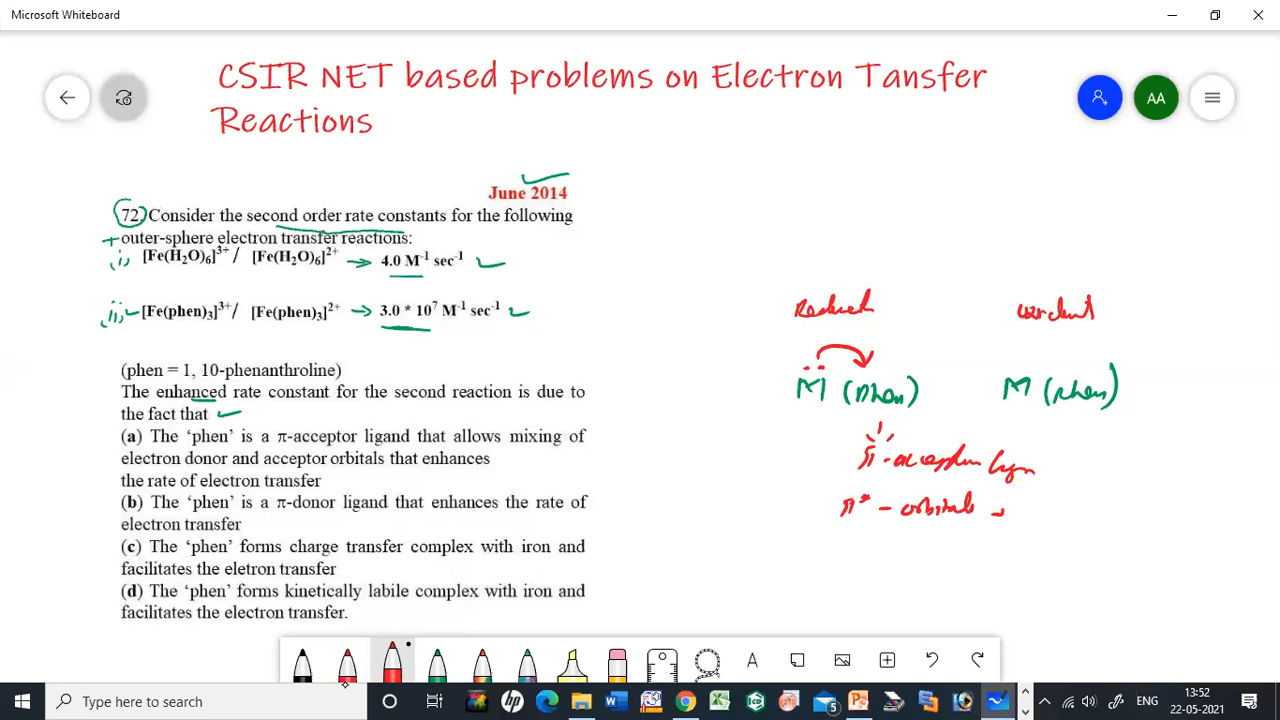 Microsoft Whiteboard
CSIR NET based problems on Electron Tansfer
Reactions
AA
June 2014
72. Consider the second order rate constants for the following
outer-sphere electron transfer reactions:
(i) [Fe(H₂O)₆]³⁺/ [Fe(H₂O)₆]²⁺ → 4.0 M⁻¹ sec⁻¹
(ii) [Fe(phen)₃]³⁺/ [Fe(phen)₃]²⁺ → 3.0 * 10⁷ M⁻¹ sec⁻¹
(phen = 1, 10-phenanthroline)
The enhanced rate constant for the second reaction is due to
the fact that
(a) The ‘phen’ is a π-acceptor ligand that allows mixing of
electron donor and acceptor orbitals that enhances
the rate of electron transfer
(b) The ‘phen’ is a π-donor ligand that enhances the rate of
electron transfer
(c) The ‘phen’ forms charge transfer complex with iron and
facilitates the eletron transfer
(d) The ‘phen’ forms kinetically labile complex with iron and
facilitates the electron transfer.
M (phen) M (phen)
π*- orbitals
A
Type here to search
5
ENG
13:52
22-05-2021
1